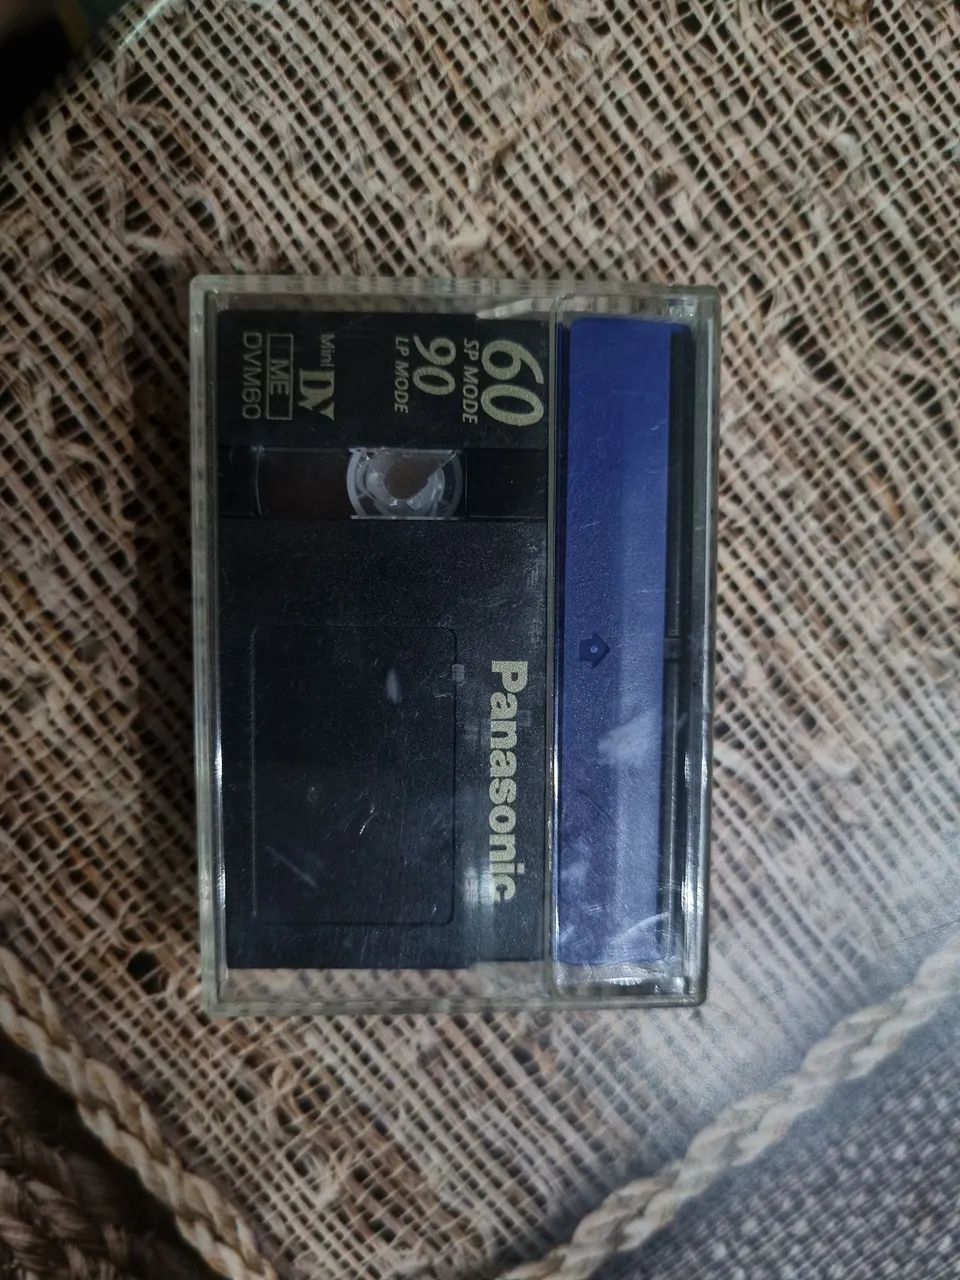 60
SP MODE
90
LP MODE
Mini DV
ME
DVM60
Panasonic